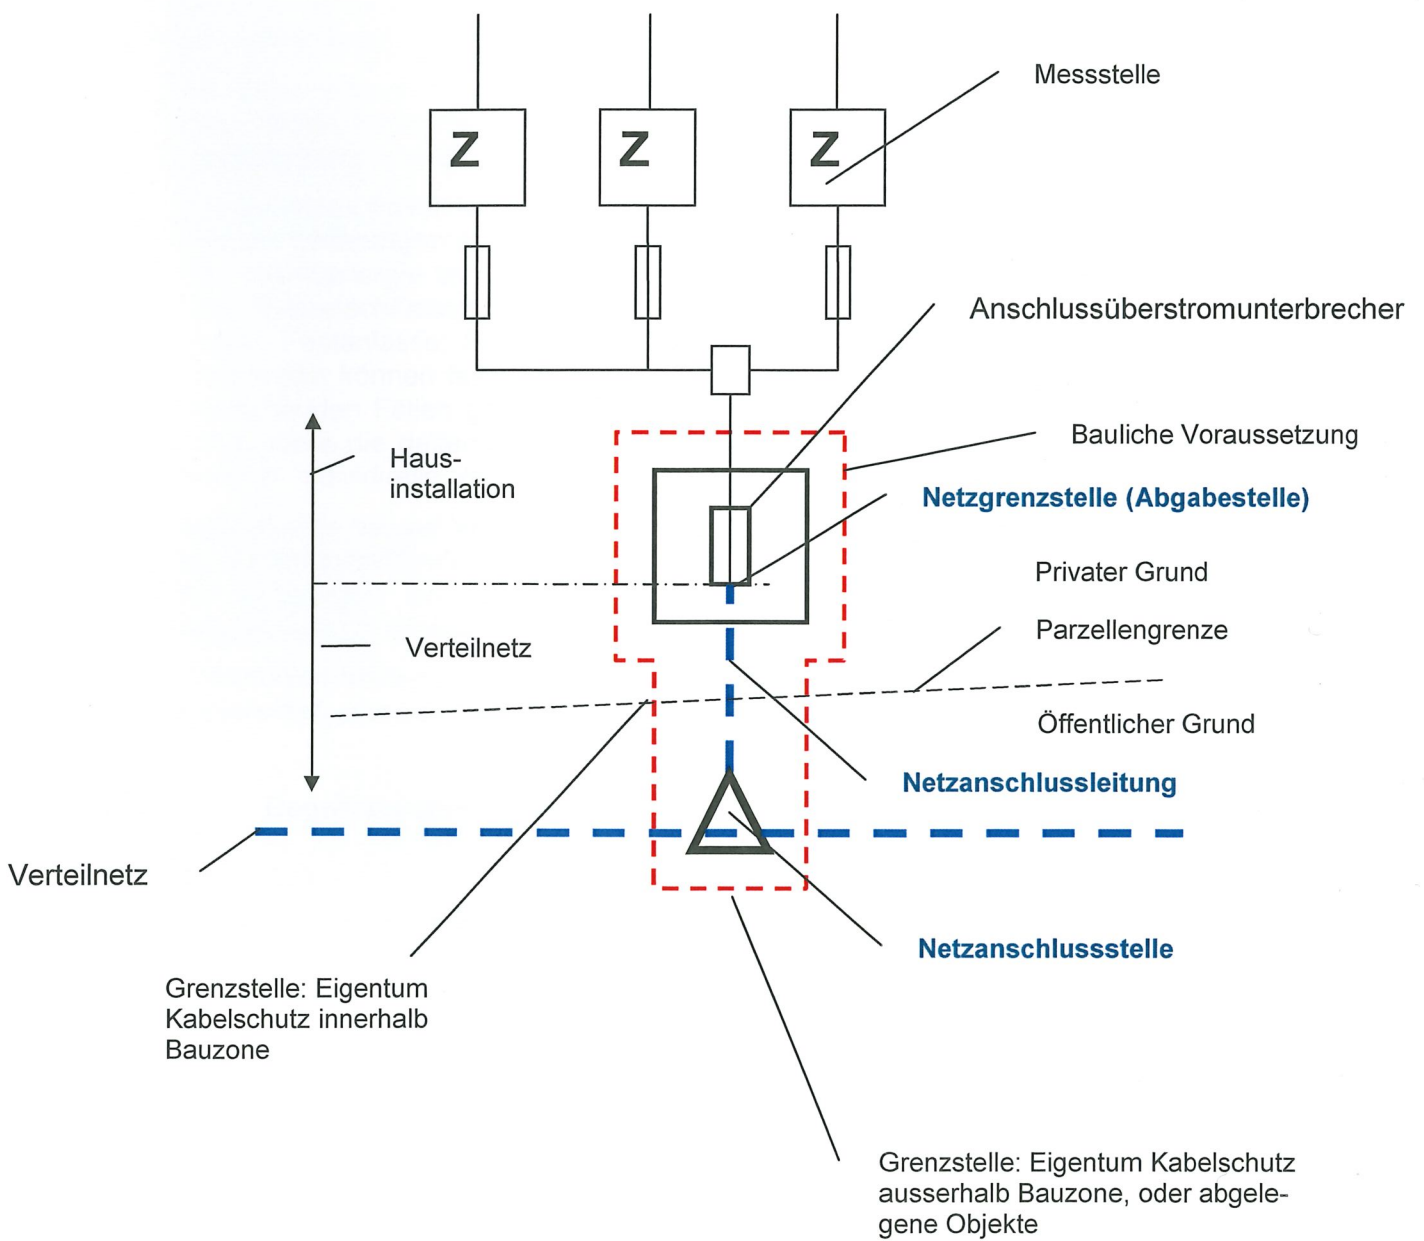 Messstelle
Z
Z
Z
Anschlussüberstromunterbrecher
Bauliche Voraussetzung
Haus-
installation
Netzgrenzstelle (Abgabestelle)
Privater Grund
Parzellengrenze
Verteilnetz
Öffentlicher Grund
Netzanschlussleitung
Verteilnetz
Netzanschlussstelle
Grenzstelle: Eigentum
Kabelschutz innerhalb
Bauzone
Grenzstelle: Eigentum Kabelschutz
ausserhalb Bauzone, oder abgele-
gene Objekte